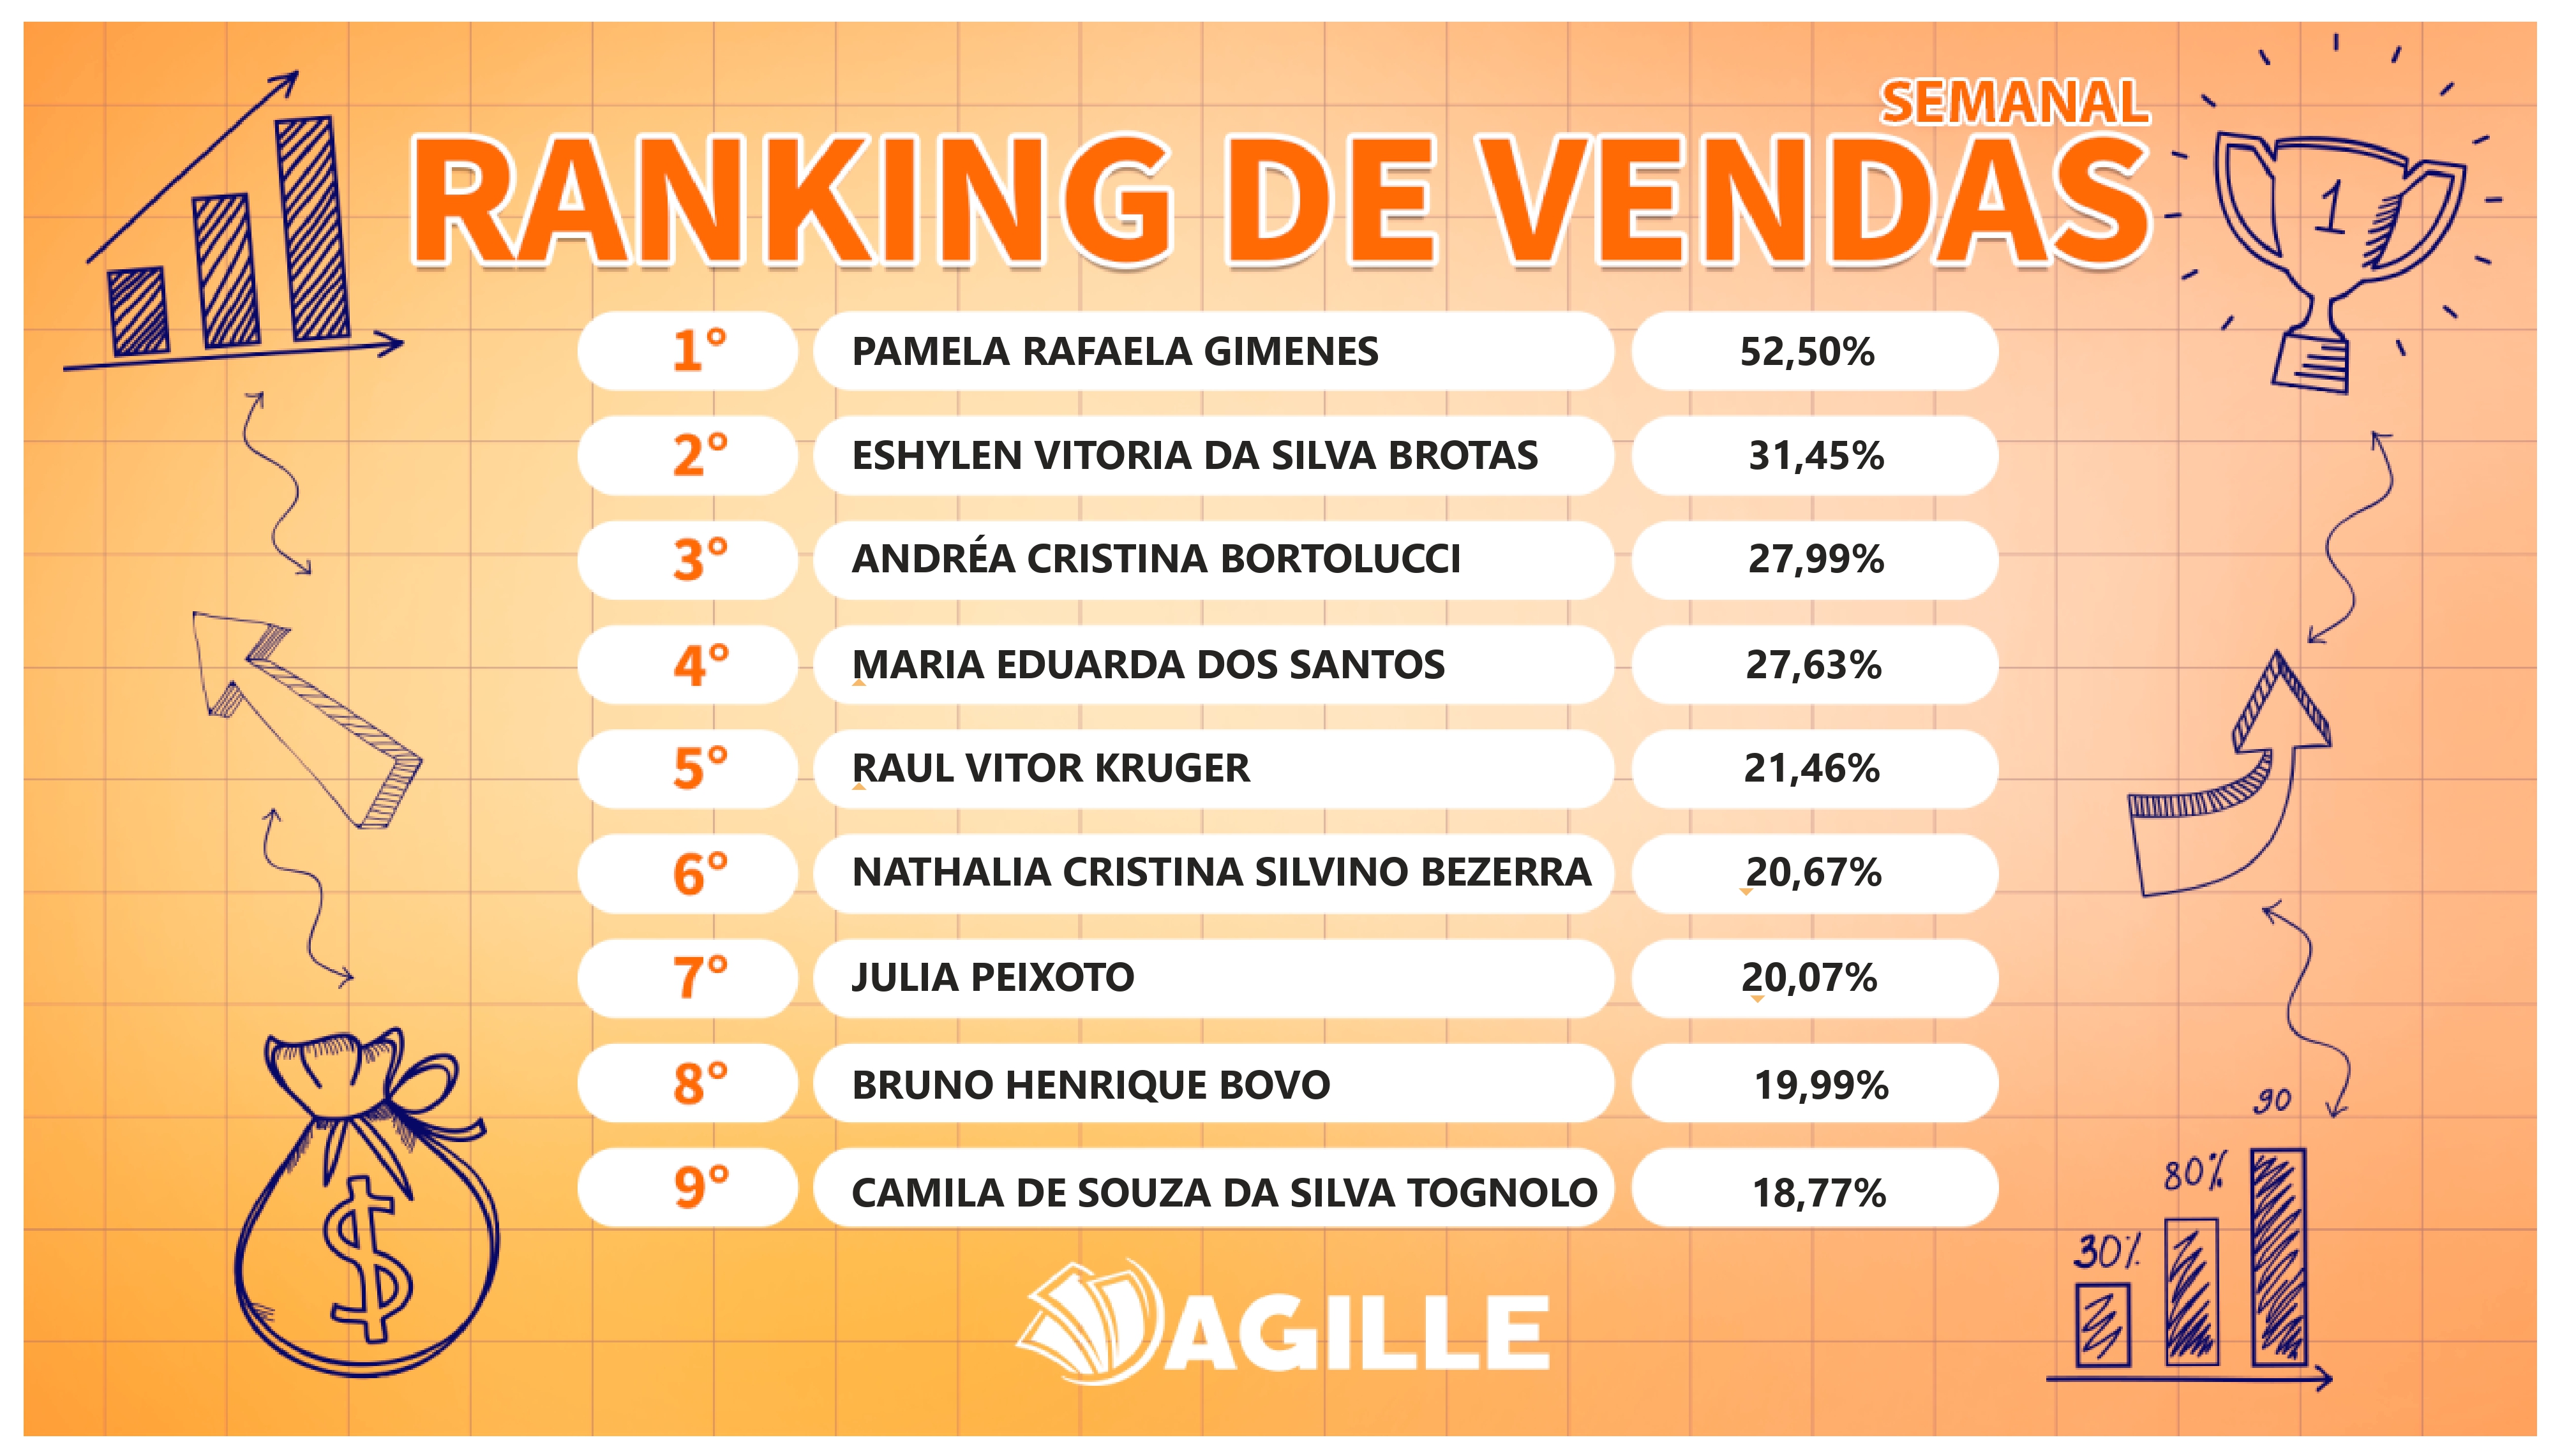 SEMANAL
RANKING DE VENDAS
1° PAMELA RAFAELA GIMENES 52,50%
2° ESHYLEN VITORIA DA SILVA BROTAS 31,45%
3° ANDRÉA CRISTINA BORTOLUCCI 27,99%
4° MARIA EDUARDA DOS SANTOS 27,63%
5° RAUL VITOR KRUGER 21,46%
6° NATHALIA CRISTINA SILVINO BEZERRA 20,67%
7° JULIA PEIXOTO 20,07%
8° BRUNO HENRIQUE BOVO 19,99%
9° CAMILA DE SOUZA DA SILVA TOGNOLO 18,77%
AGILLE
1
$
30%
80%
90